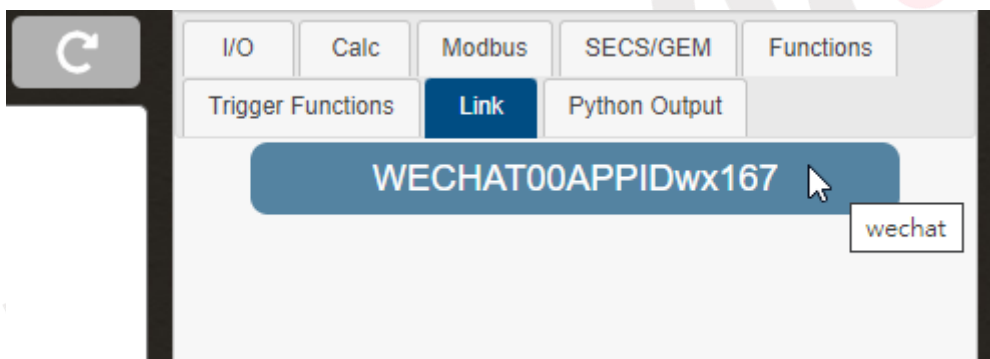 I/O Calc Modbus SECS/GEM Functions
Trigger Functions Link Python Output
WECHAT00APPIDwx167
wechat